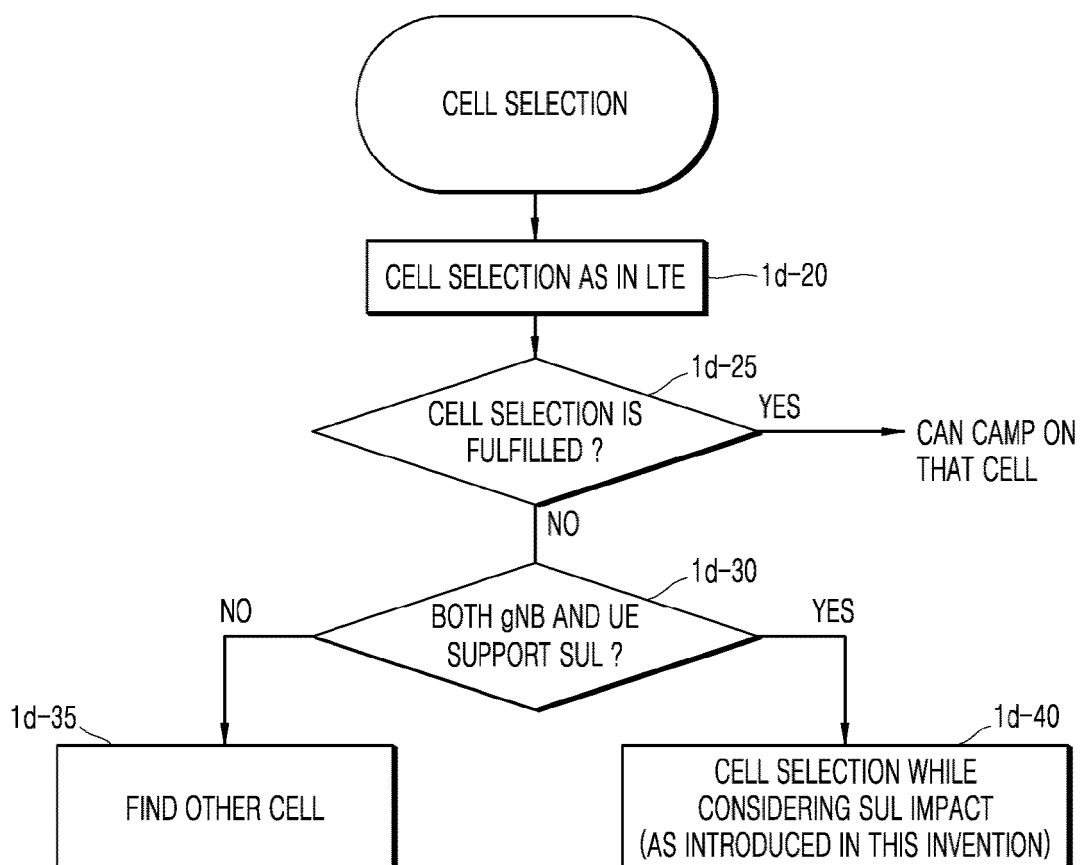 CELL SELECTION
CELL SELECTION AS IN LTE
1d-20
1d-25
CELL SELECTION IS
FULFILLED ?
YES
CAN CAMP ON
THAT CELL
NO
1d-30
BOTH gNB AND UE
SUPPORT SUL ?
NO
YES
1d-35
FIND OTHER CELL
1d-40
CELL SELECTION WHILE
CONSIDERING SUL IMPACT
(AS INTRODUCED IN THIS INVENTION)